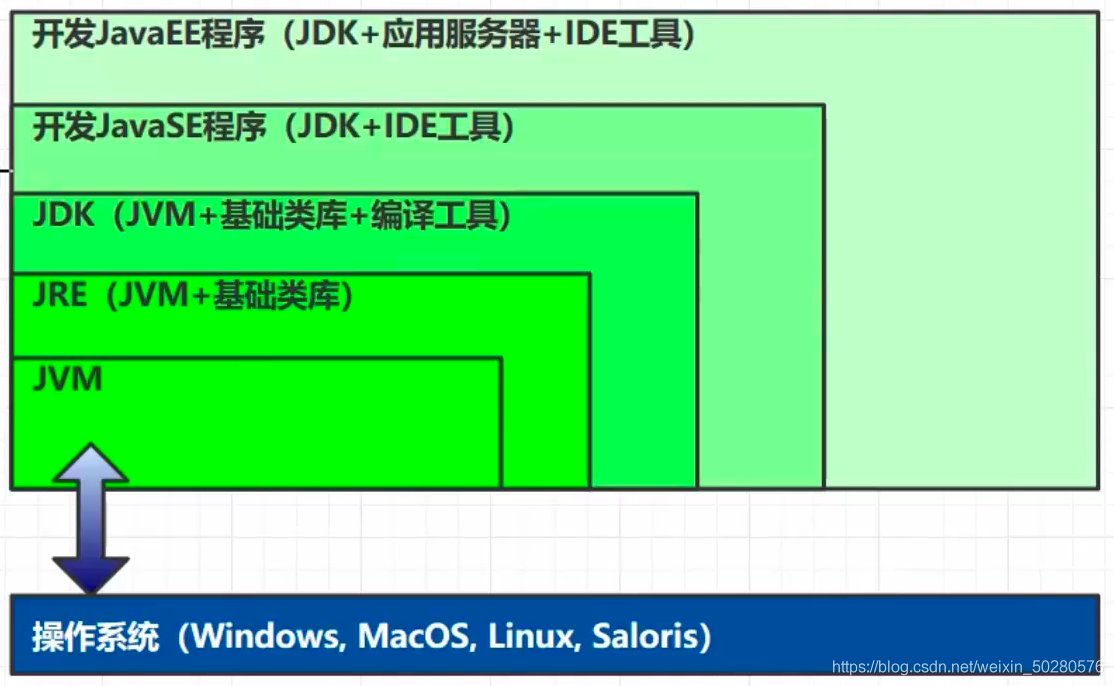 开发JavaEE程序（JDK+应用服务器+IDE工具）
开发JavaSE程序（JDK+IDE工具）
JDK（JVM+基础类库+编译工具）
JRE（JVM+基础类库）
JVM
操作系统（Windows, MacOS, Linux, Saloris）
https://blog.csdn.net/weixin_50280576